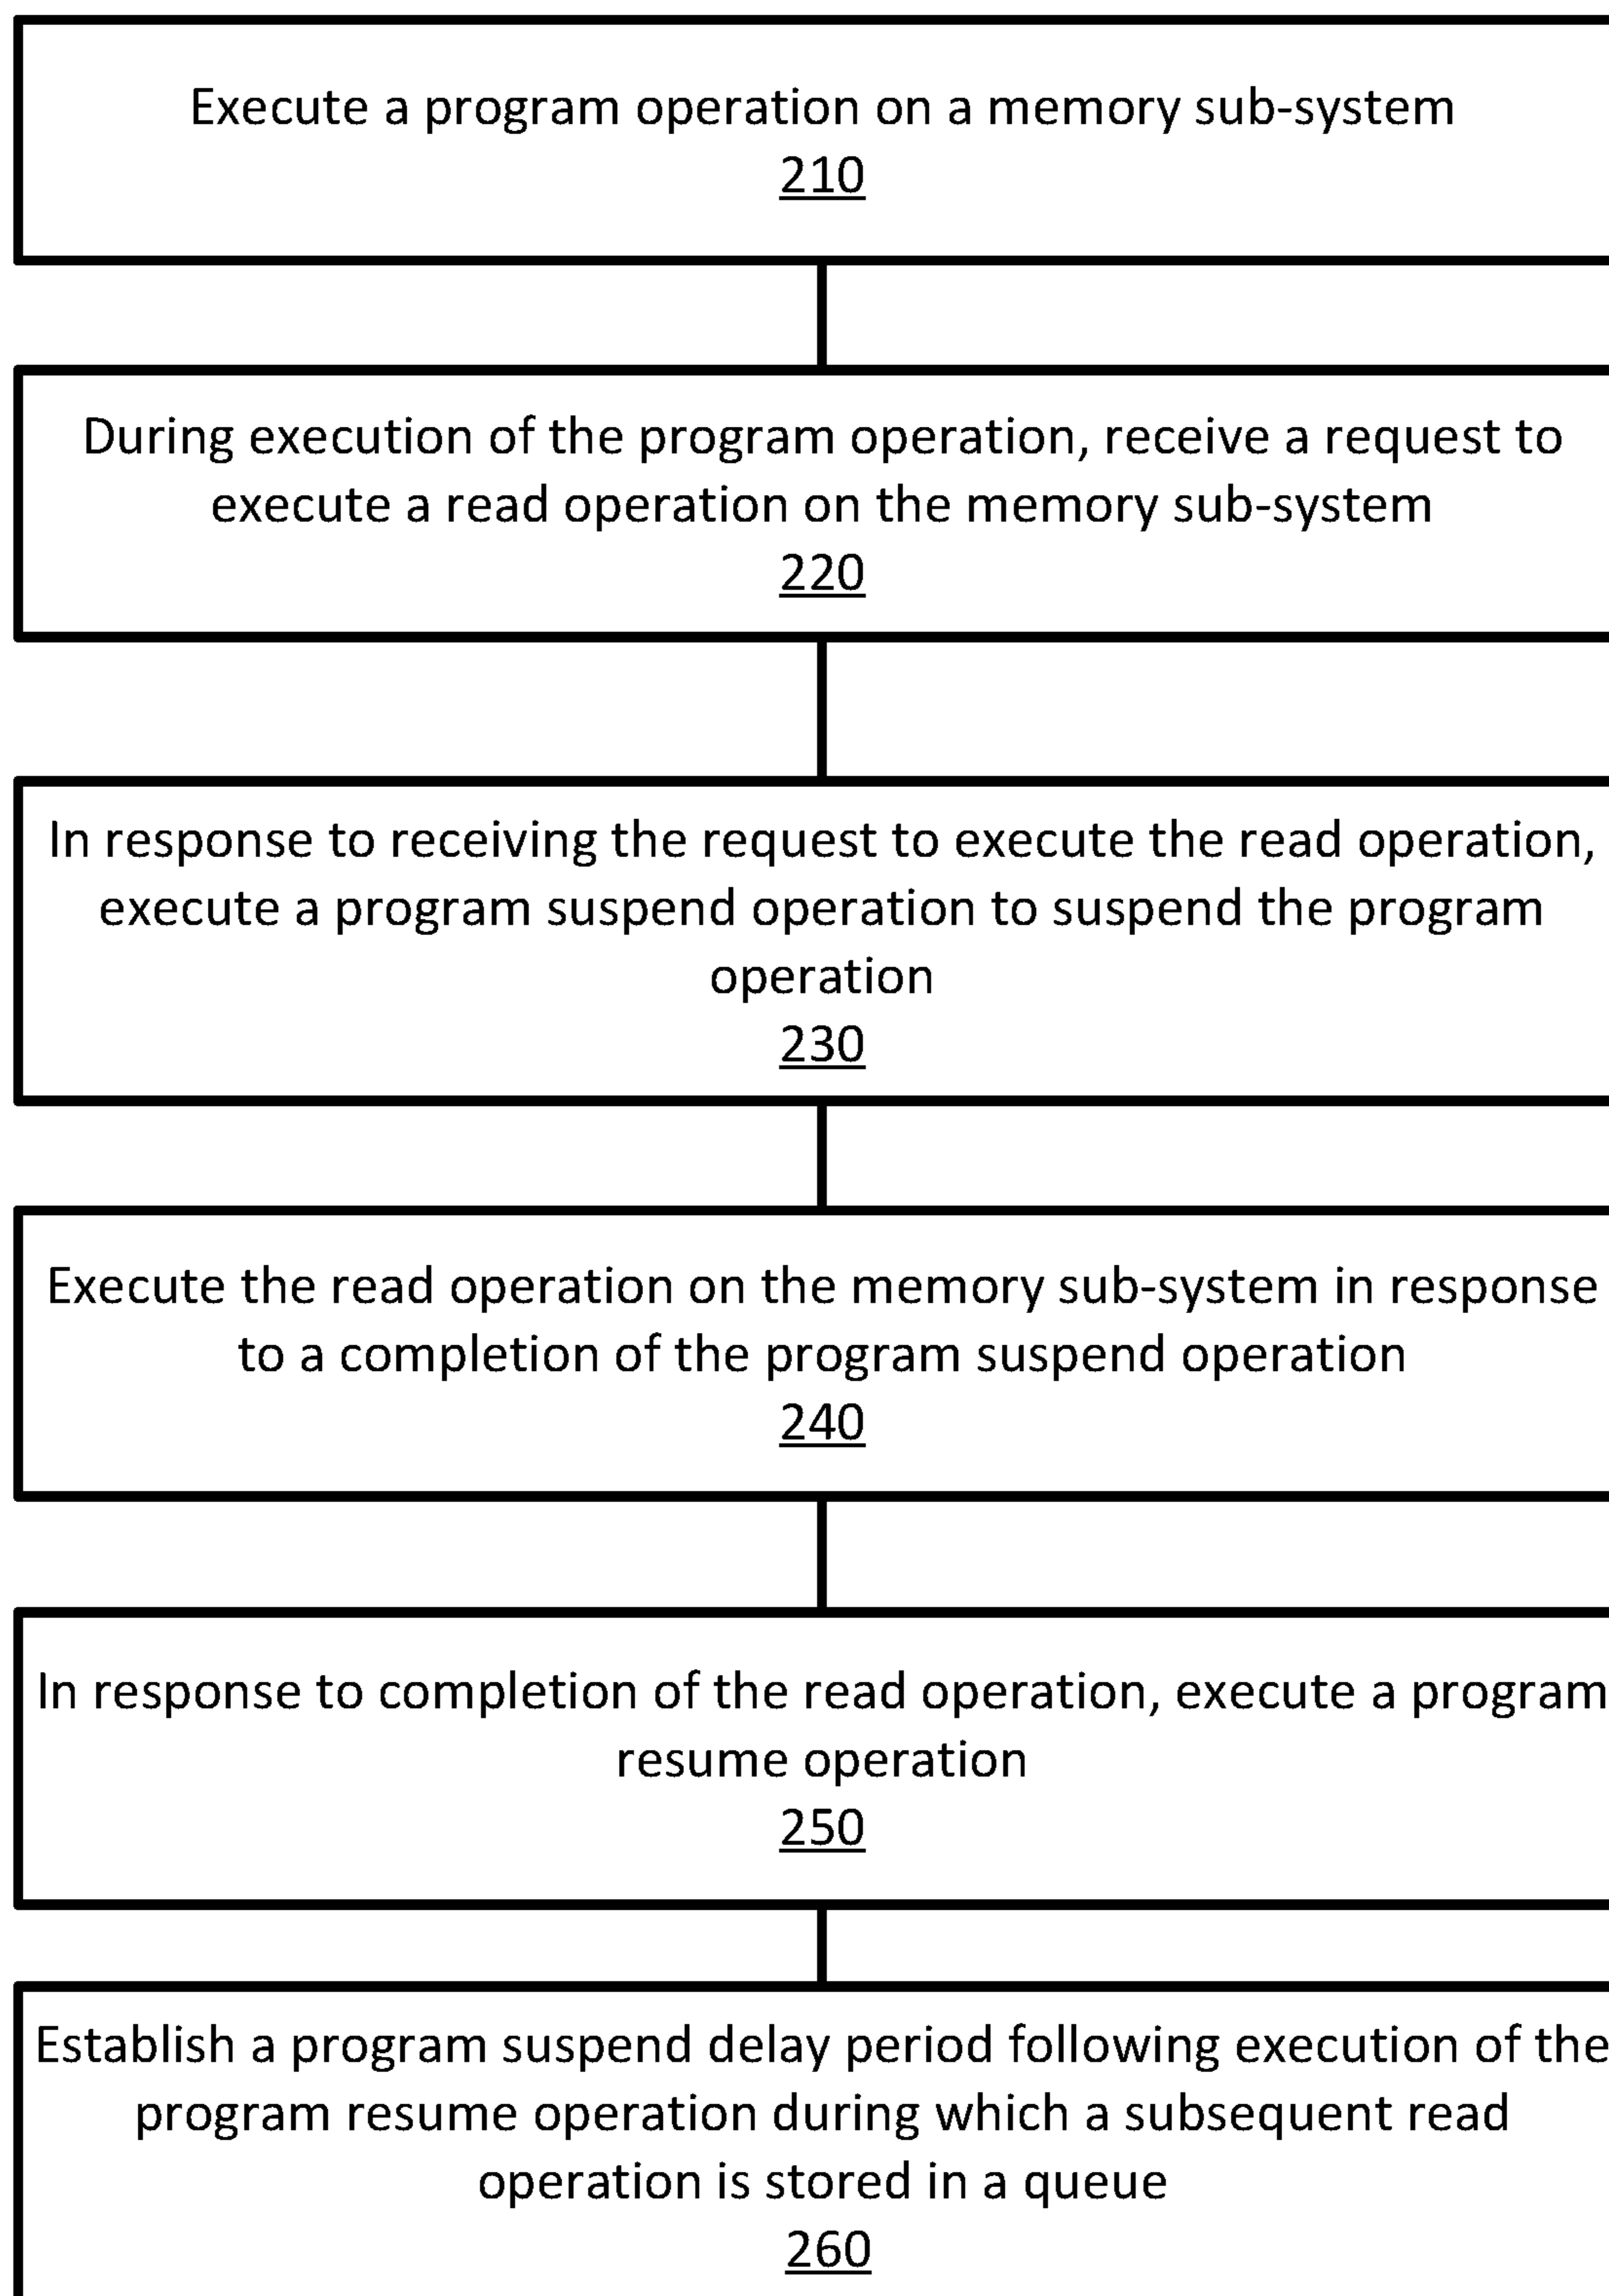 Execute a program operation on a memory sub-system
210
During execution of the program operation, receive a request to
execute a read operation on the memory sub-system
220
In response to receiving the request to execute the read operation,
execute a program suspend operation to suspend the program
operation
230
Execute the read operation on the memory sub-system in response
to a completion of the program suspend operation
240
In response to completion of the read operation, execute a program
resume operation
250
Establish a program suspend delay period following execution of the
program resume operation during which a subsequent read
operation is stored in a queue
260